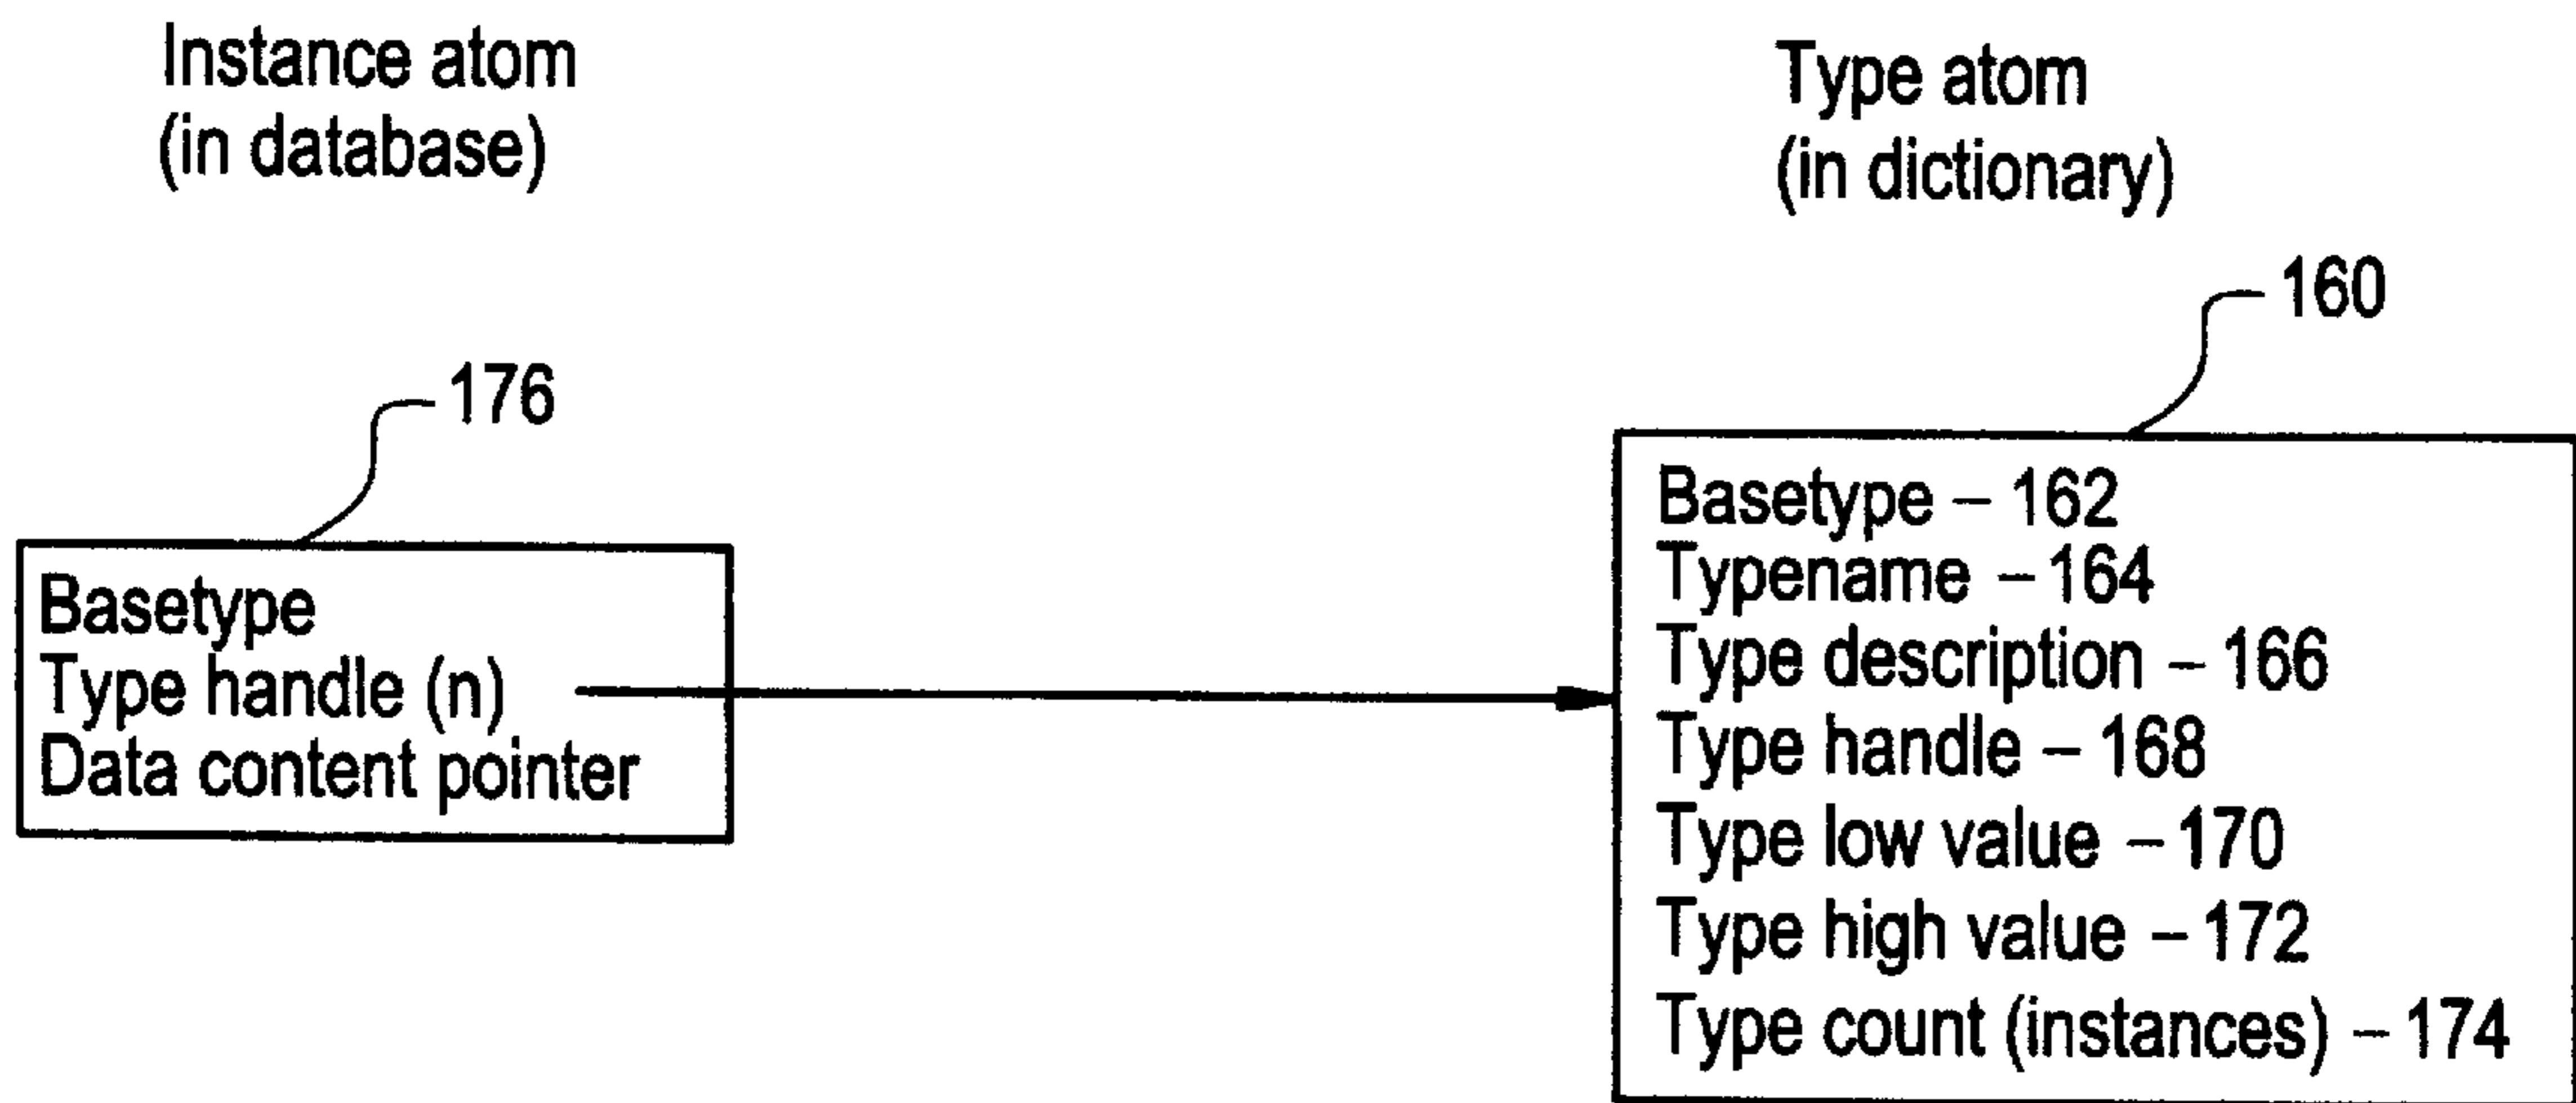 Instance atom
(in database)
176
Basetype
Type handle (n)
Data content pointer
Type atom
(in dictionary)
160
Basetype – 162
Typename – 164
Type description – 166
Type handle – 168
Type low value – 170
Type high value – 172
Type count (instances) – 174